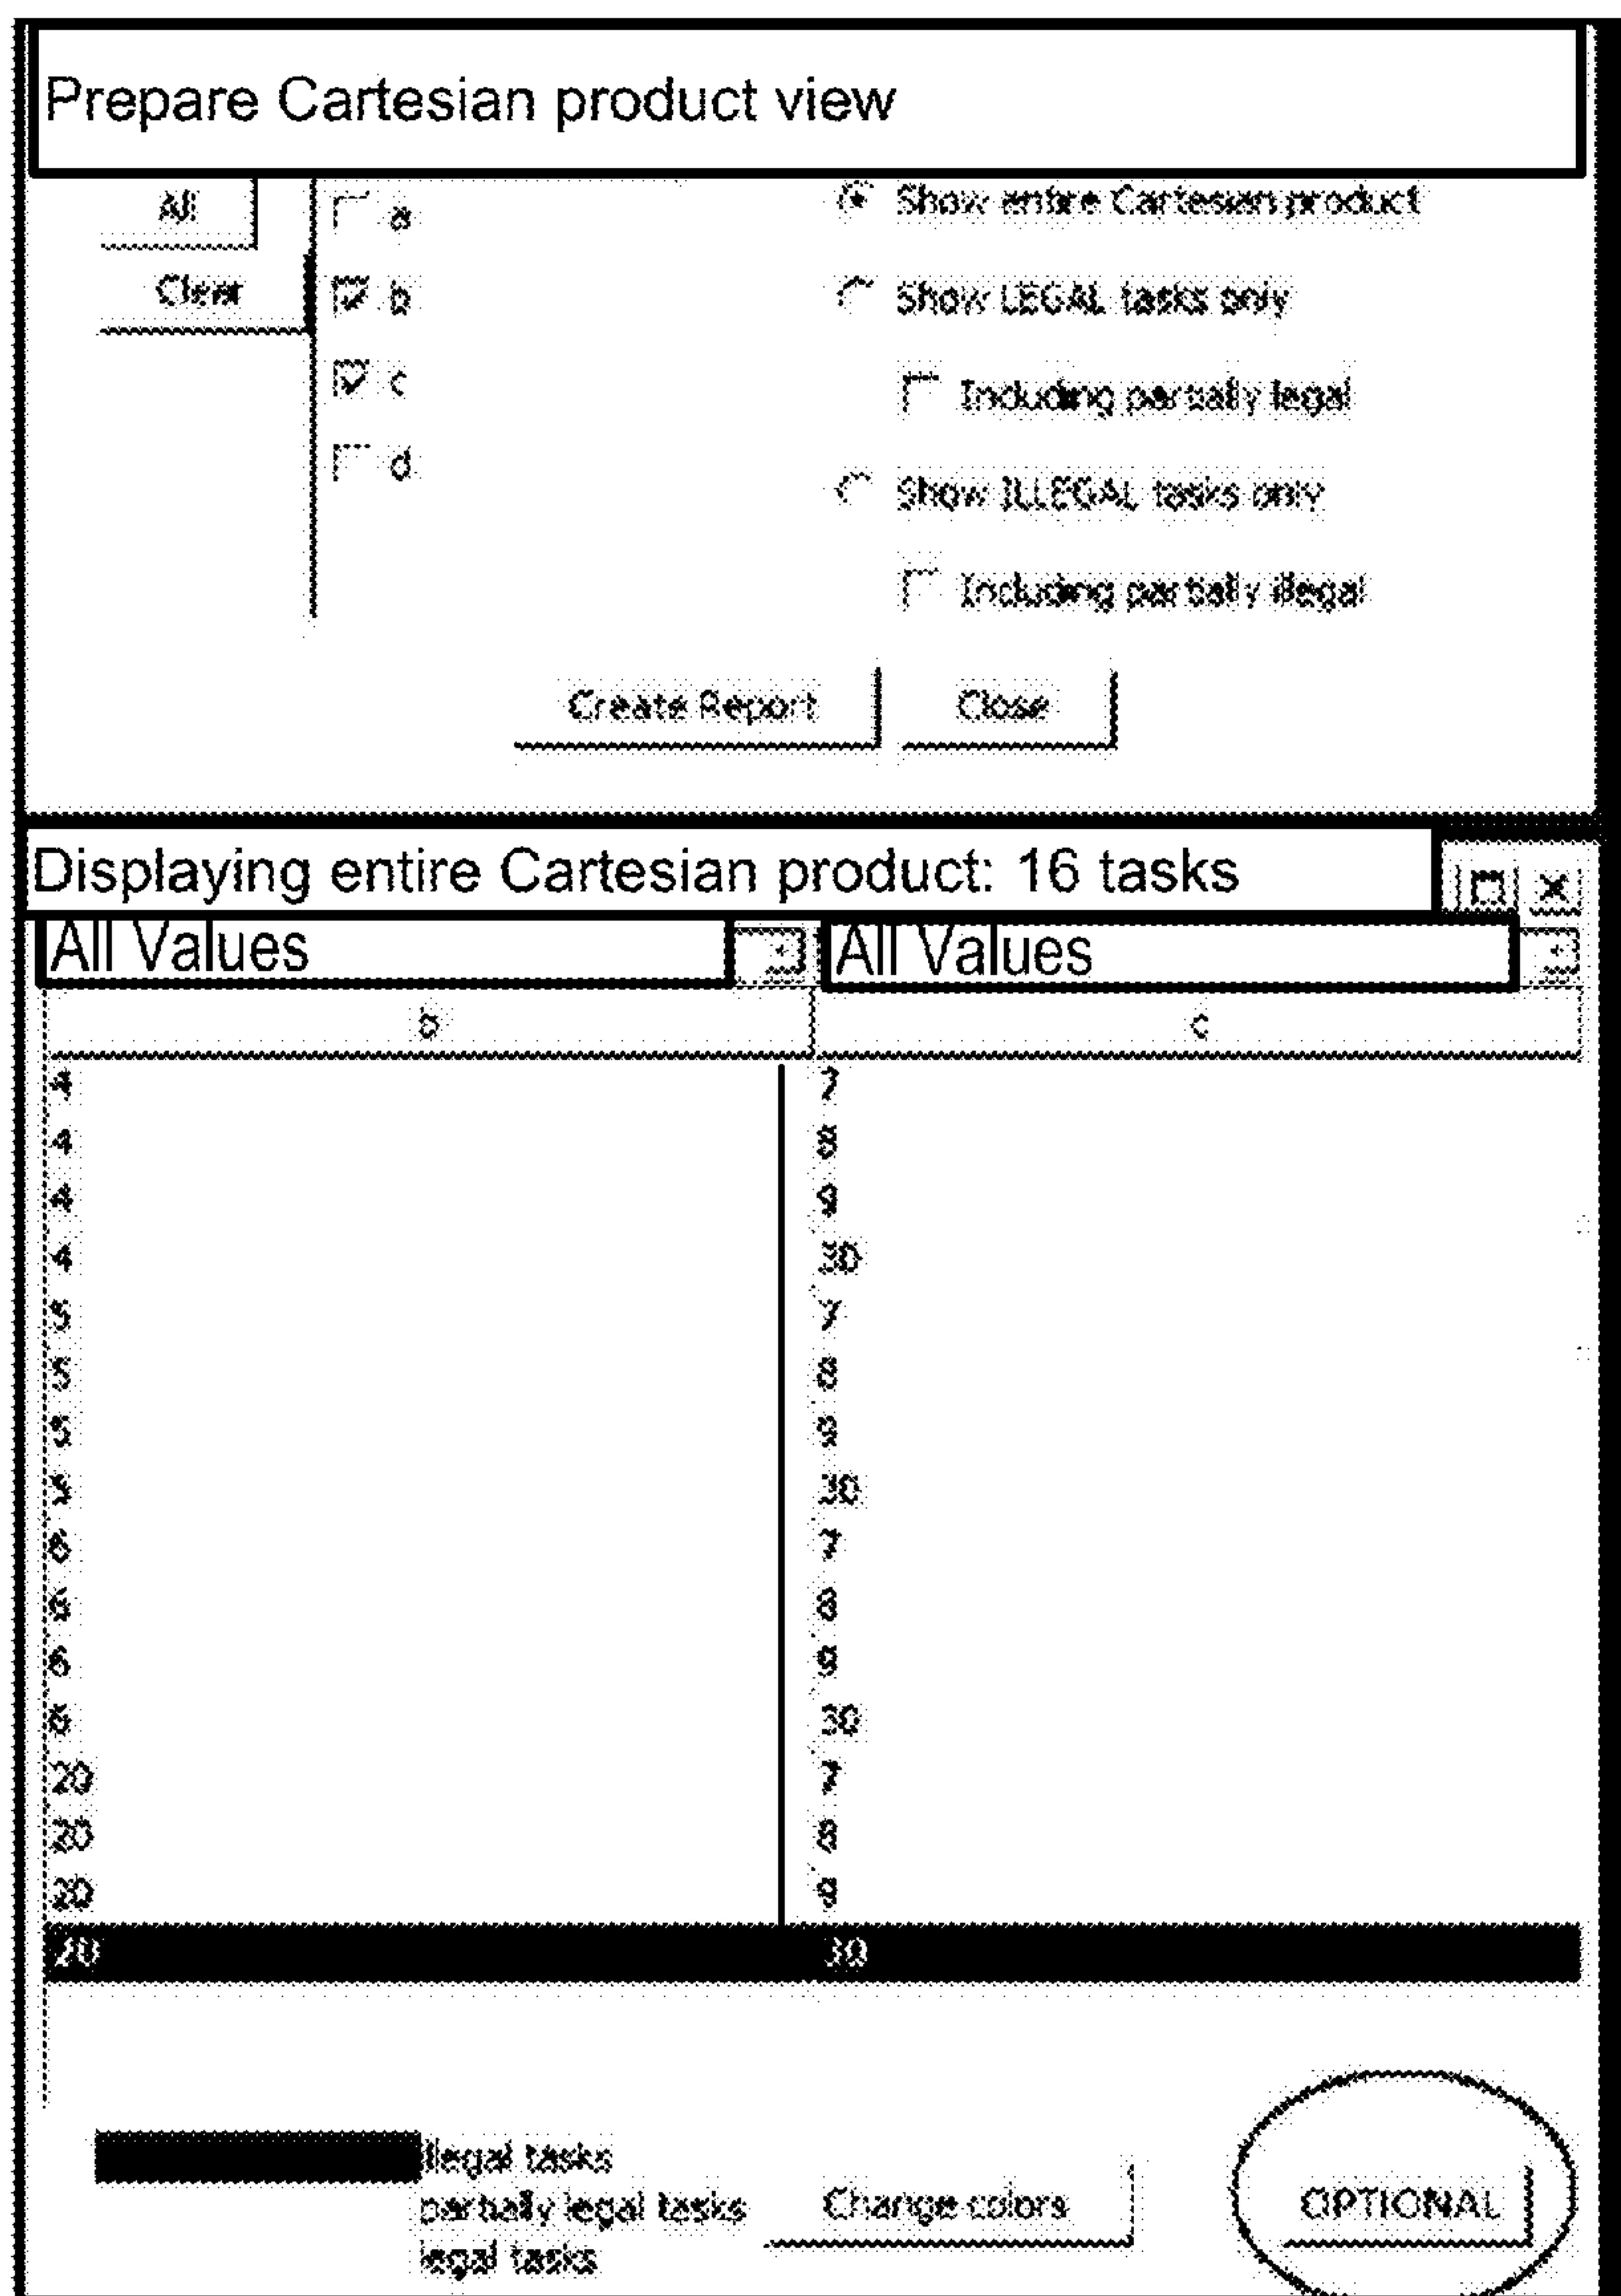 Prepare Cartesian product view
All
a
Show entire Cartesian product
Clear
b
Show LEGAL tasks only
c
Including partially legal
d
Show ILLEGAL tasks only
Including partially illegal
Create Report Close
Displaying entire Cartesian product: 16 tasks
All Values All Values
b c
4 7
4 8
4 9
4 30
5 7
5 8
5 9
5 30
6 7
6 8
6 9
6 30
20 7
20 8
20 9
20 30
illegal tasks
partially legal tasks Change colors OPTIONAL
legal tasks